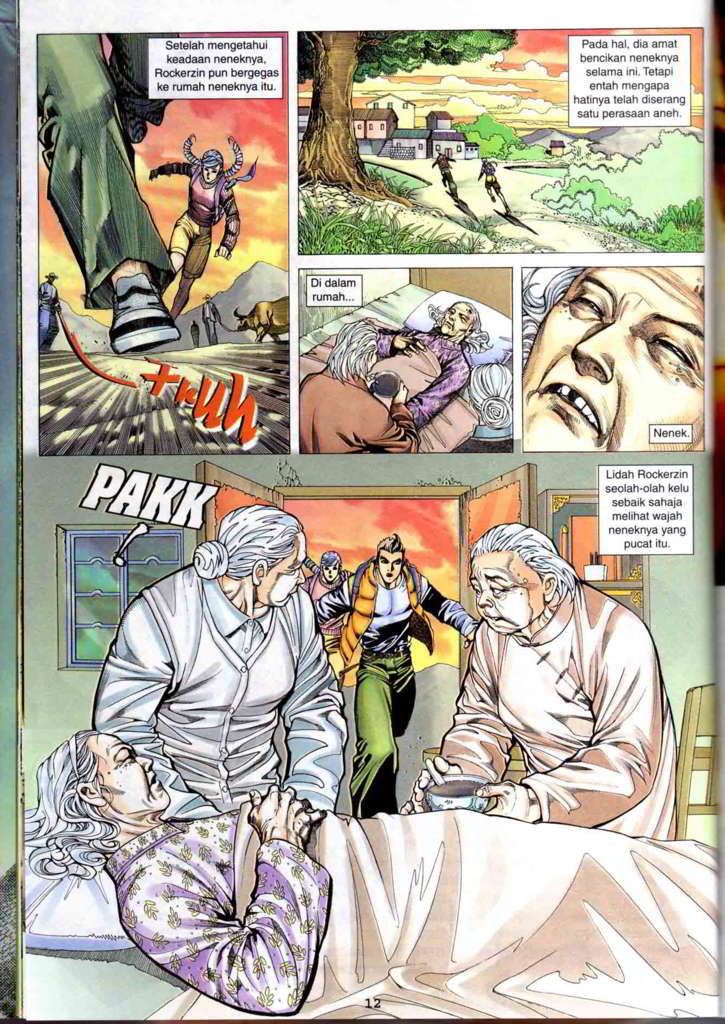 Setelah mengetahui
keadaan neneknya,
Rockerzin pun bergegas
ke rumah neneknya itu.
Pada hal, dia amat
bencikan neneknya
selama ini. Tetapi
entah mengapa
hatinya telah diserang
satu perasaan aneh.
truh
Di dalam
rumah...
Nenek.
PAKK!
Lidah Rockerzin
seolah-olah kelu
sebaik sahaja
melihat wajah
neneknya yang
pucat itu.
12